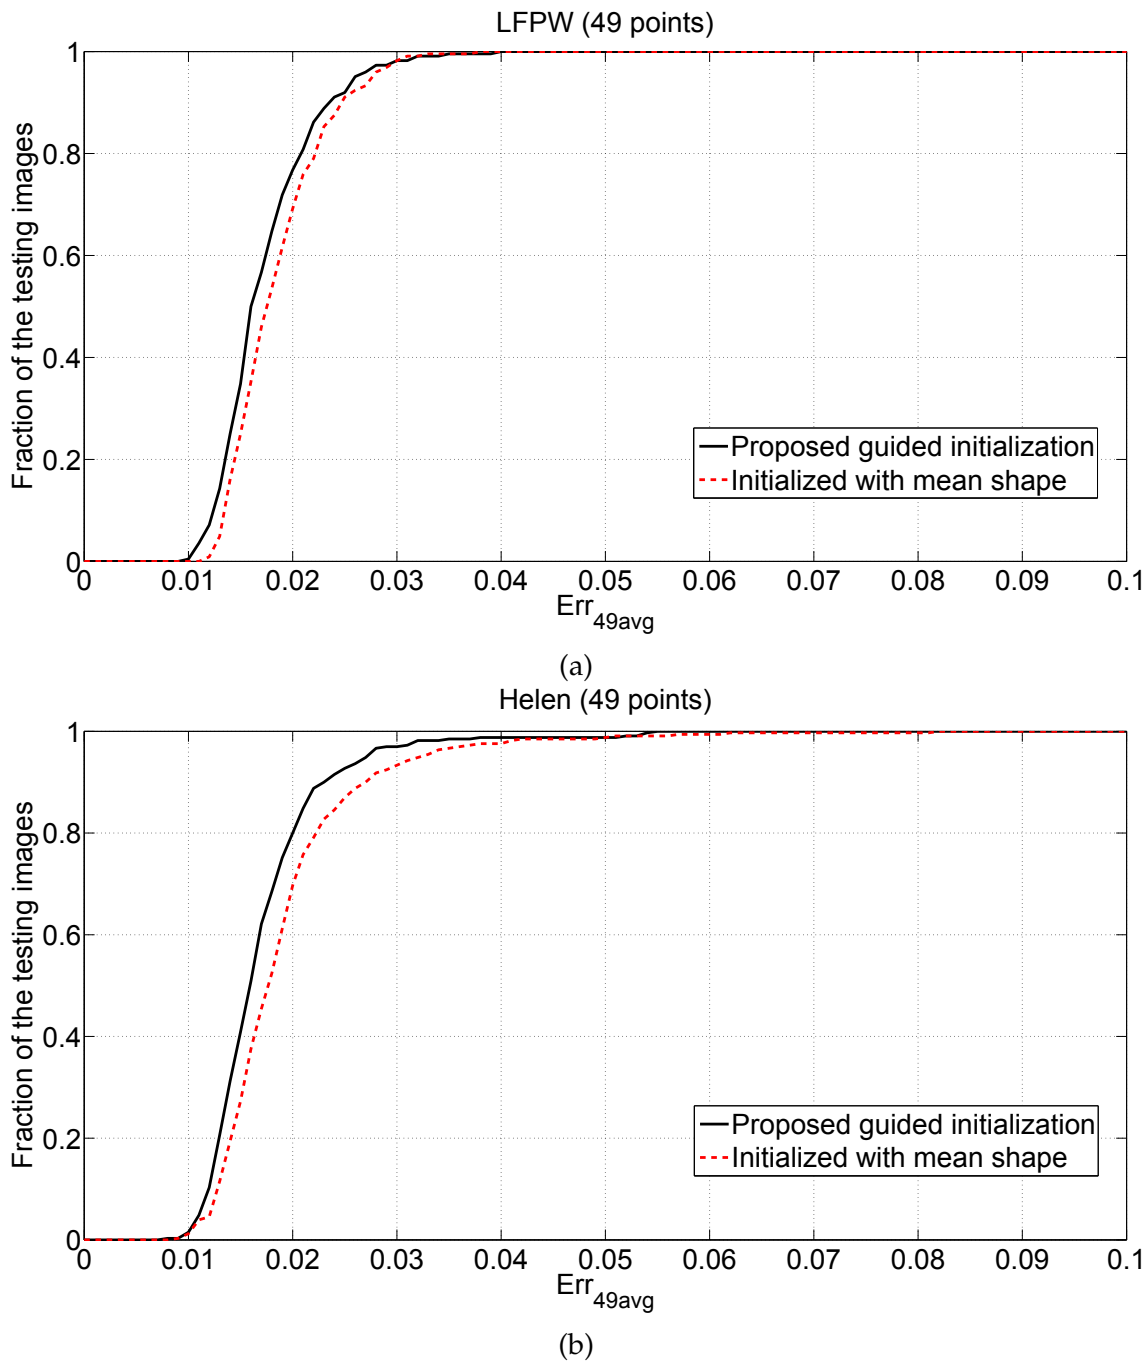 LFPW (49 points)
Fraction of the testing images
1
0.8
0.6
0.4
0.2
0
Proposed guided initialization
Initialized with mean shape
0 0.01 0.02 0.03 0.04 0.05 0.06 0.07 0.08 0.09 0.1
Err49avg
(a)
Helen (49 points)
Fraction of the testing images
1
0.8
0.6
0.4
0.2
0
Proposed guided initialization
Initialized with mean shape
0 0.01 0.02 0.03 0.04 0.05 0.06 0.07 0.08 0.09 0.1
Err49avg
(b)